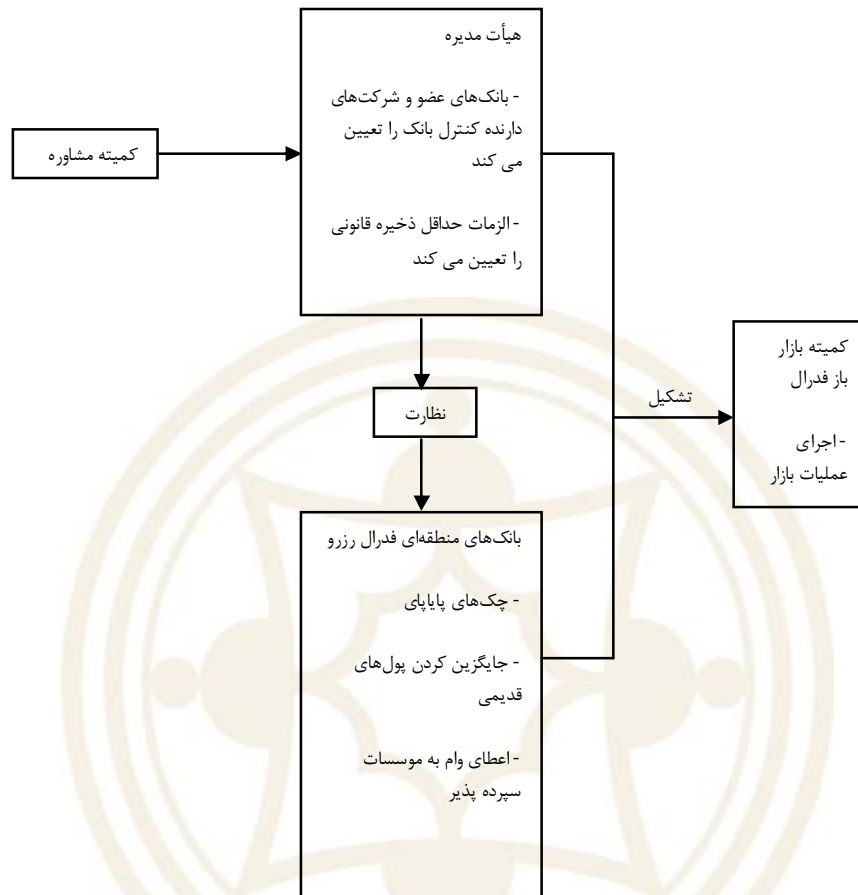 هیأت مدیره
- بانک‌های عضو و شرکت‌های
دارنده کنترل بانک را تعیین
می کند
- الزمات حداقل ذخیره قانونی
را تعیین می کند
کمیته مشاوره
نظارت
تشکیل
کمیته بازار
باز فدرال
- اجرای
عملیات بازار
بانک‌های منطقه‌ای فدرال رزرو
- چک‌های پایاپای
- جایگزین کردن پول‌های
قدیمی
- اعطای وام به موسسات
سپرده پذیر